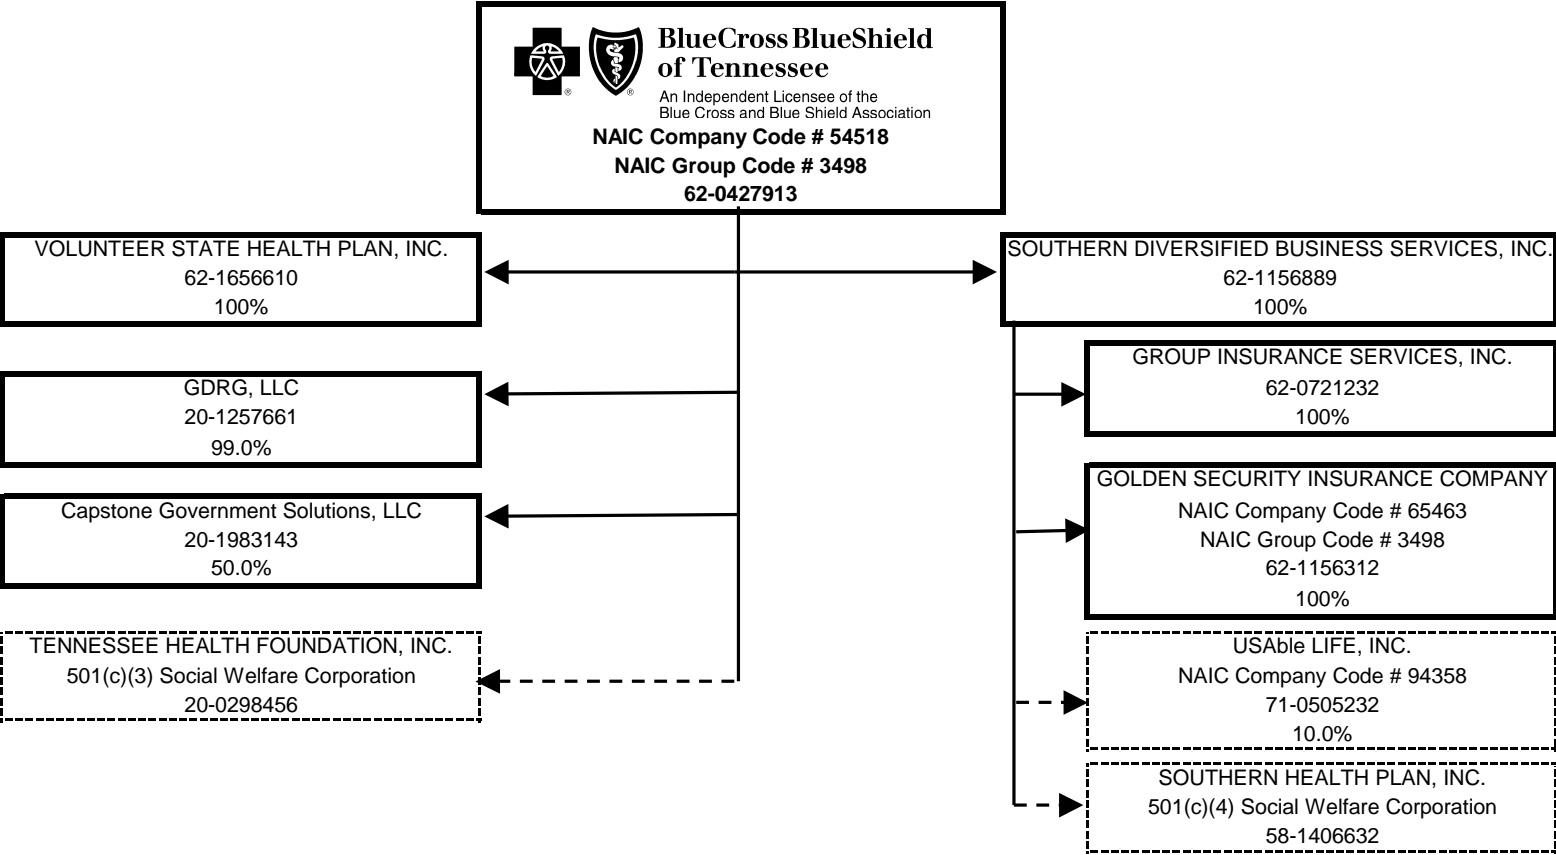 BlueCross BlueShield
of Tennessee
An Independent Licensee of the
Blue Cross and Blue Shield Association
NAIC Company Code # 54518
NAIC Group Code # 3498
62-0427913
VOLUNTEER STATE HEALTH PLAN, INC.
62-1656610
100%
GDRG, LLC
20-1257661
99.0%
Capstone Government Solutions, LLC
20-1983143
50.0%
TENNESSEE HEALTH FOUNDATION, INC.
501(c)(3) Social Welfare Corporation
20-0298456
SOUTHERN DIVERSIFIED BUSINESS SERVICES, INC.
62-1156889
100%
GROUP INSURANCE SERVICES, INC.
62-0721232
100%
GOLDEN SECURITY INSURANCE COMPANY
NAIC Company Code # 65463
NAIC Group Code # 3498
62-1156312
100%
USAble LIFE, INC.
NAIC Company Code # 94358
71-0505232
10.0%
SOUTHERN HEALTH PLAN, INC.
501(c)(4) Social Welfare Corporation
58-1406632